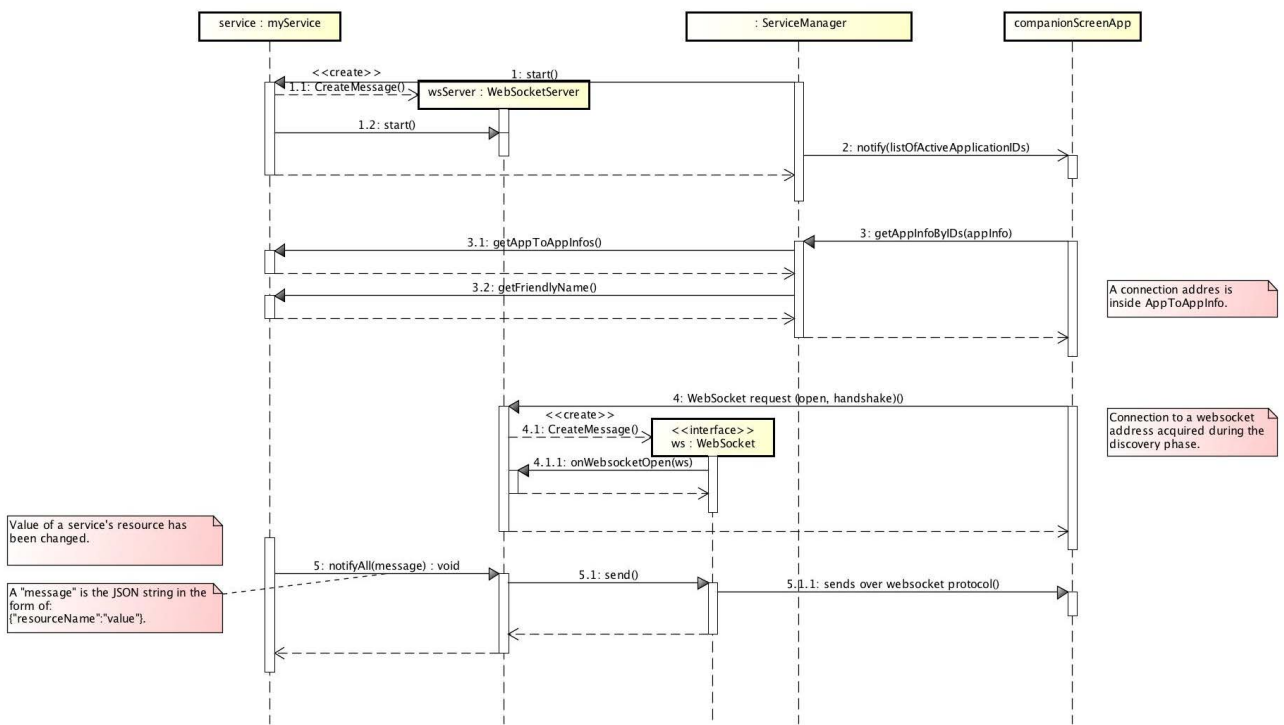 service : myService
: ServiceManager
companionScreenApp
<<create>>
1: start()
1.1: CreateMessage()
wsServer : WebSocketServer
1.2: start()
2: notify(listOfActiveApplicationIDs)
3: getAppInfoByIDs(appInfo)
3.1: getAppToAppInfos()
3.2: getFriendlyName()
A connection addres is
inside AppToAppInfo.
4: WebSocket request (open, handshake)()
<<create>>
4.1: CreateMessage()
<<interface>>
ws : WebSocket
Connection to a websocket
address acquired during the
discovery phase.
4.1.1: onWebsocketOpen(ws)
Value of a service's resource has
been changed.
5: notifyAll(message) : void
5.1: send()
5.1.1: sends over websocket protocol()
A "message" is the JSON string in the
form of:
{"resourceName":"value"}.